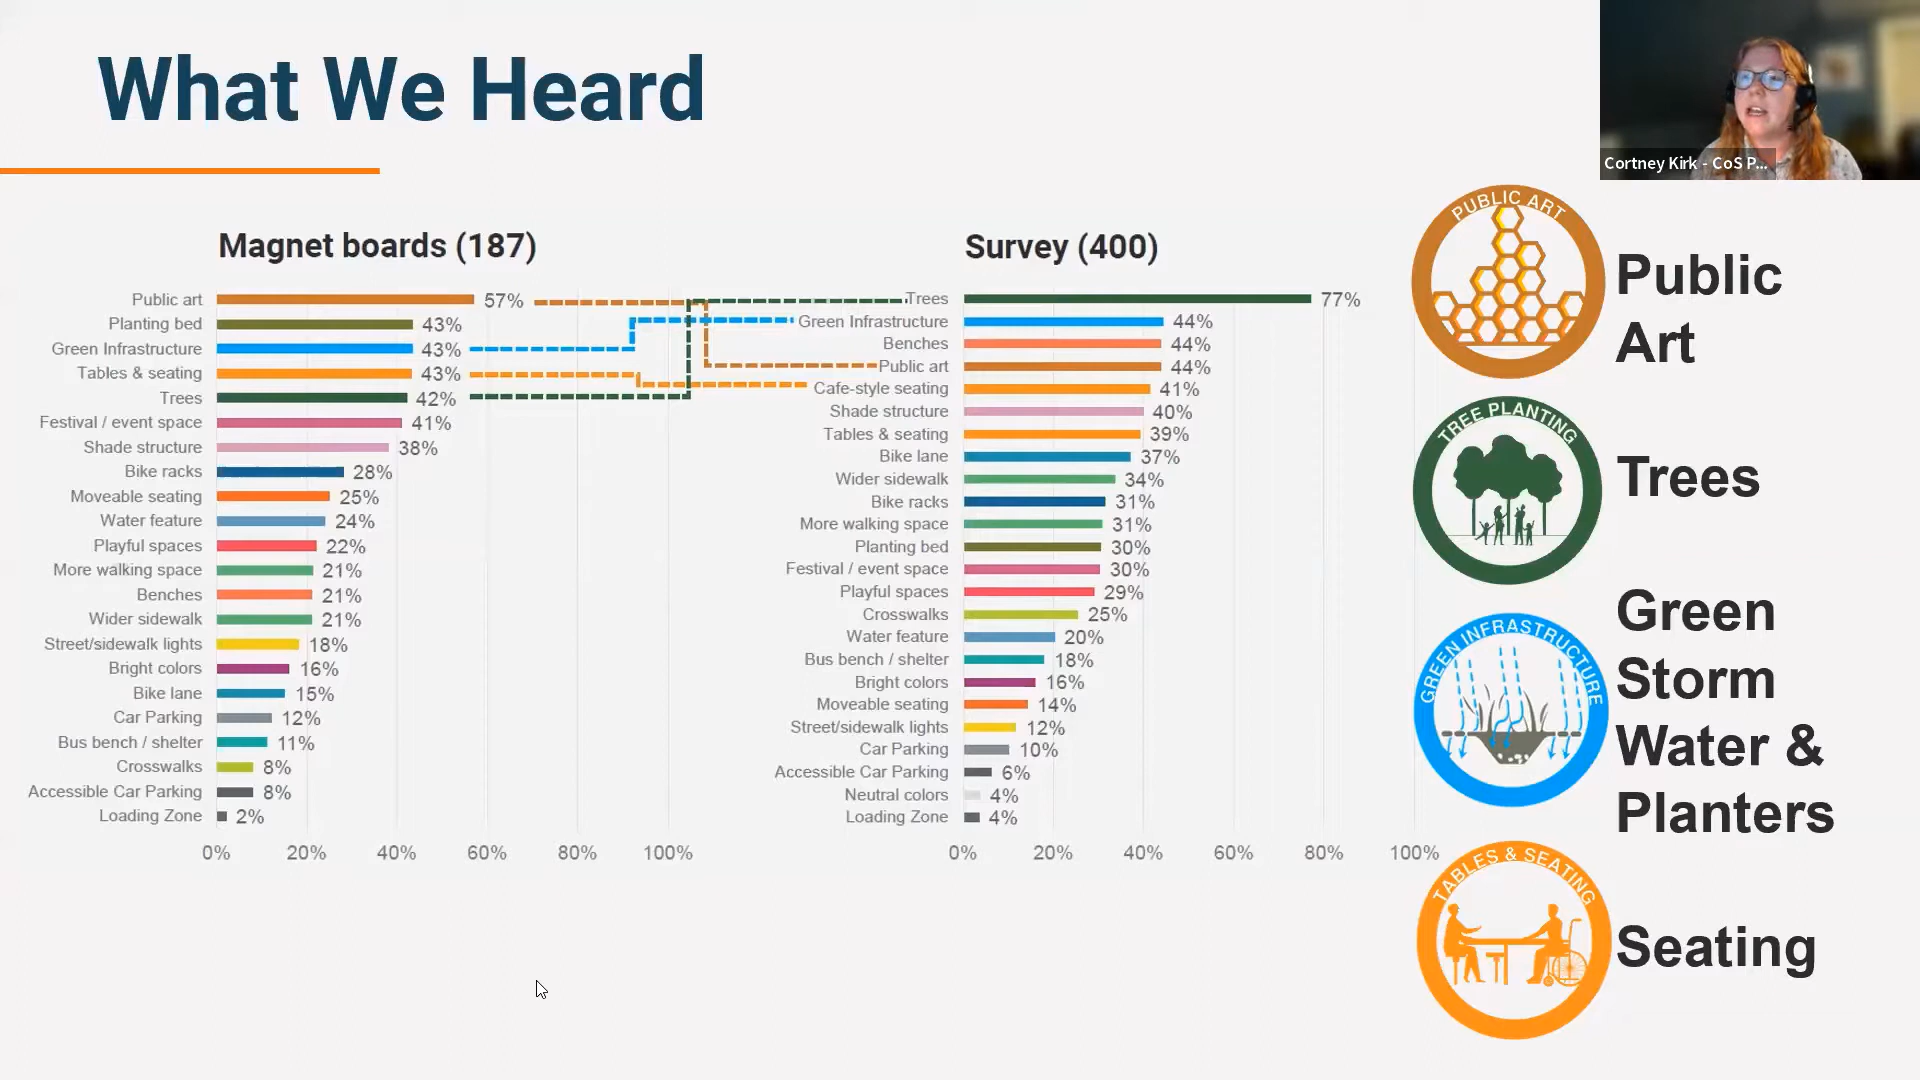 What We Heard
Cortney Kirk - CoS P...
Magnet boards (187)
Public art 57%
Planting bed 43%
Green Infrastructure 43%
Tables & seating 43%
Trees 42%
Festival / event space 41%
Shade structure 38%
Bike racks 28%
Moveable seating 25%
Water feature 24%
Playful spaces 22%
More walking space 21%
Benches 21%
Wider sidewalk 21%
Street/sidewalk lights 18%
Bright colors 16%
Bike lane 15%
Car Parking 12%
Bus bench / shelter 11%
Crosswalks 8%
Accessible Car Parking 8%
Loading Zone 2%
0% 20% 40% 60% 80% 100%
Survey (400)
Trees 77%
Green Infrastructure 44%
Benches 44%
Public art 44%
Cafe-style seating 41%
Shade structure 40%
Tables & seating 39%
Bike lane 37%
Wider sidewalk 34%
Bike racks 31%
More walking space 31%
Planting bed 30%
Festival / event space 30%
Playful spaces 29%
Crosswalks 25%
Water feature 20%
Bus bench / shelter 18%
Bright colors 16%
Moveable seating 14%
Street/sidewalk lights 12%
Car Parking 10%
Accessible Car Parking 6%
Neutral colors 4%
Loading Zone 4%
0% 20% 40% 60% 80% 100%
PUBLIC ART
Public
Art
TREE PLANTING
Trees
GREEN INFRASTRUCTURE
Green
Storm
Water &
Planters
TABLES & SEATING
Seating